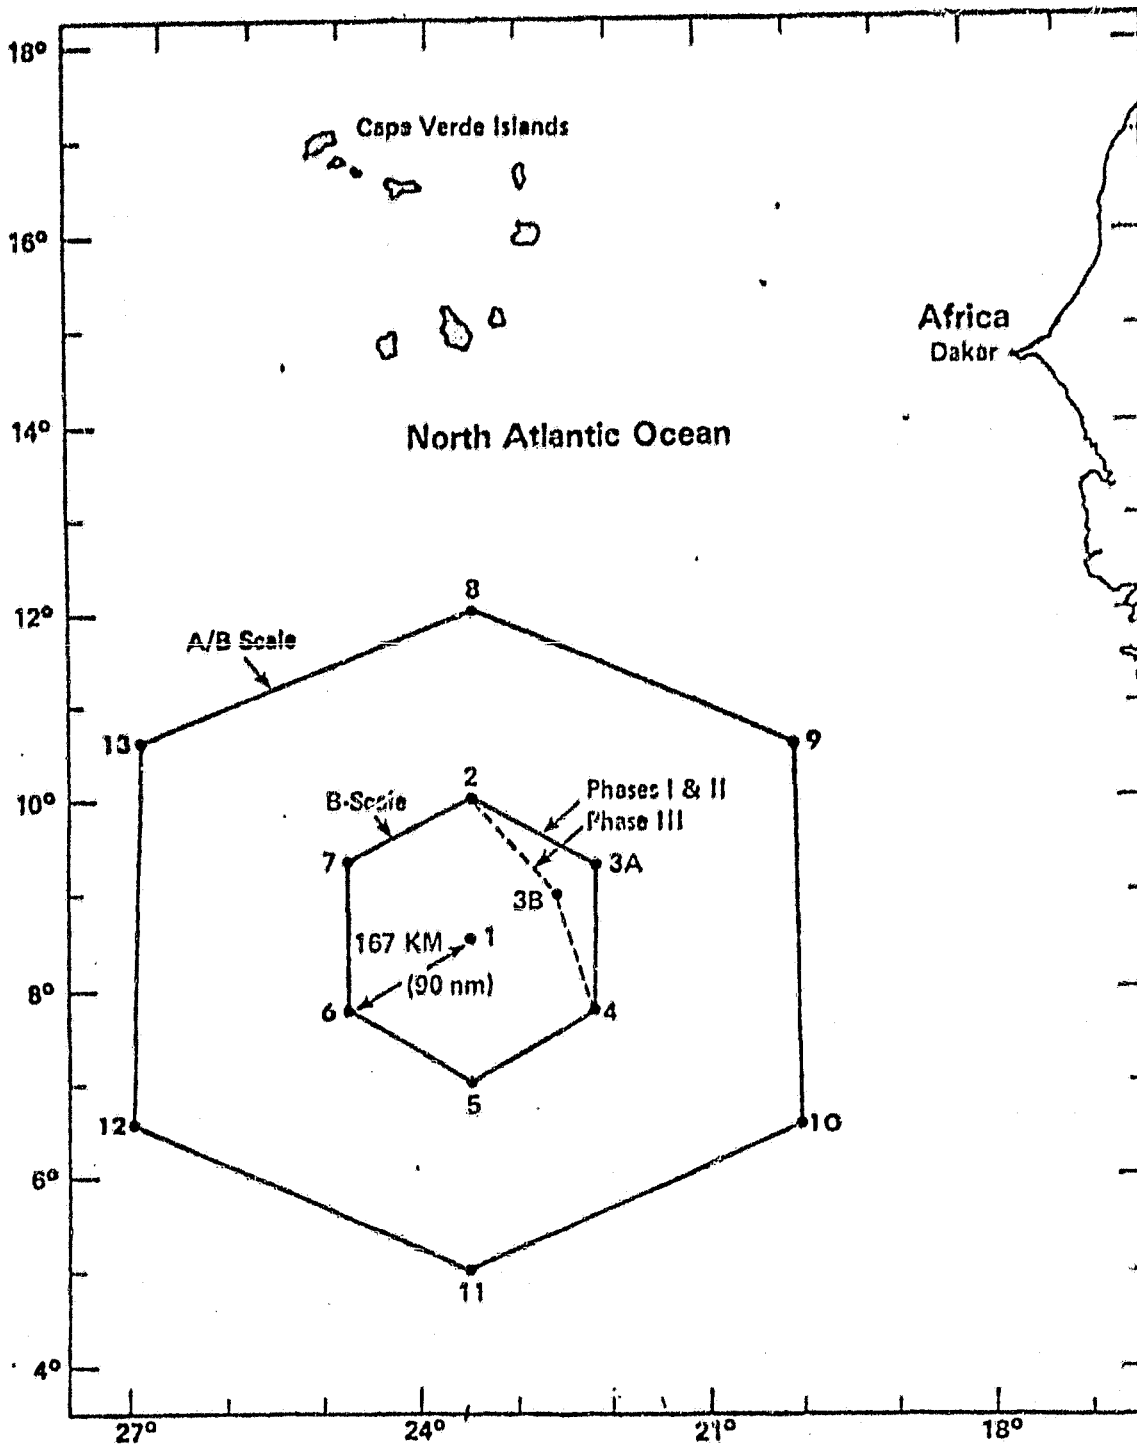 18°
Cape Verde Islands
16°
Africa
Dakar
14°
North Atlantic Ocean
12°
8
A/B Scale
13
9
10°
2
B-Scale
Phases I & II
Phase III
7
3A
3B
167 KM
1
(90 nm)
8°
6
4
5
12
10
6°
11
4°
27°
24°
21°
18°